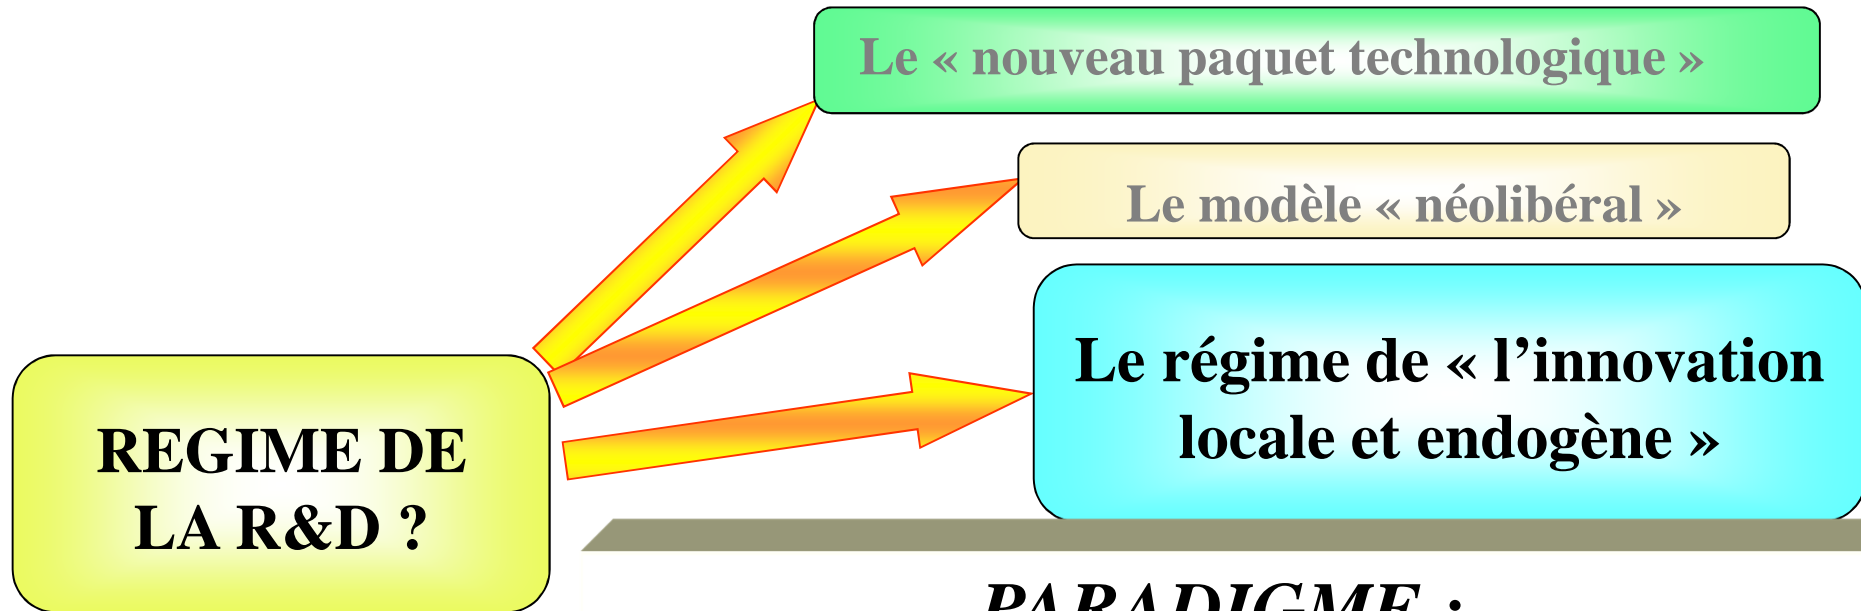 Le « nouveau paquet technologique »
Le modèle « néolibéral »
Le régime de « l’innovation
locale et endogène »
REGIME DE
LA R&D ?
PARADIGME :